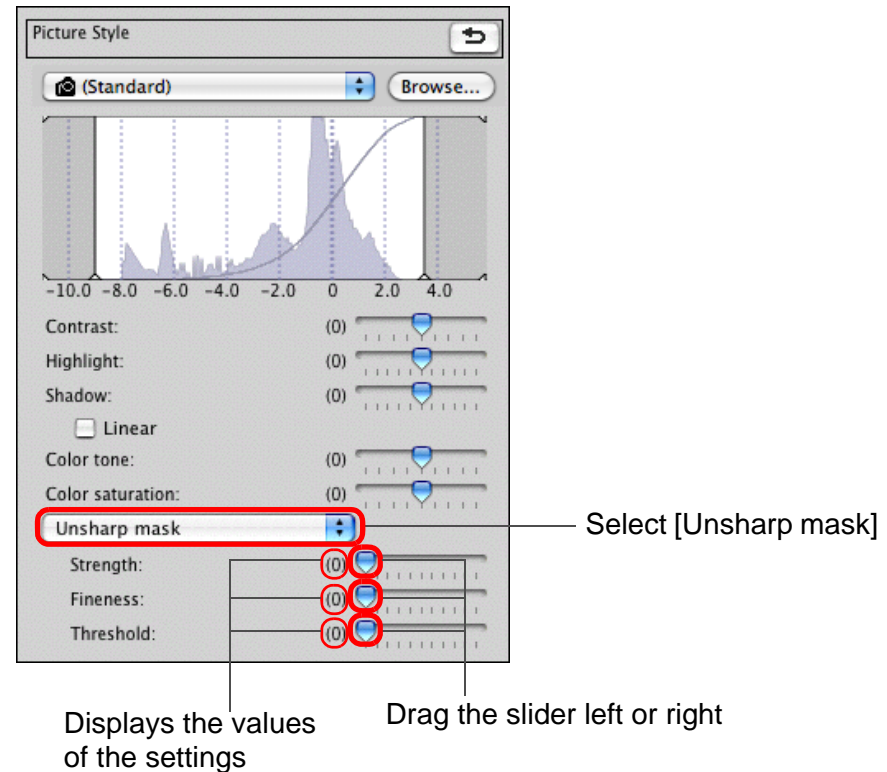 Picture Style
(Standard)
Browse...
-10.0 -8.0 -6.0 -4.0 -2.0 0 2.0 4.0
Contrast: (0)
Highlight: (0)
Shadow: (0)
Linear
Color tone: (0)
Color saturation: (0)
Unsharp mask
Select [Unsharp mask]
Strength: (0)
Fineness: (0)
Threshold: (0)
Displays the values
of the settings
Drag the slider left or right